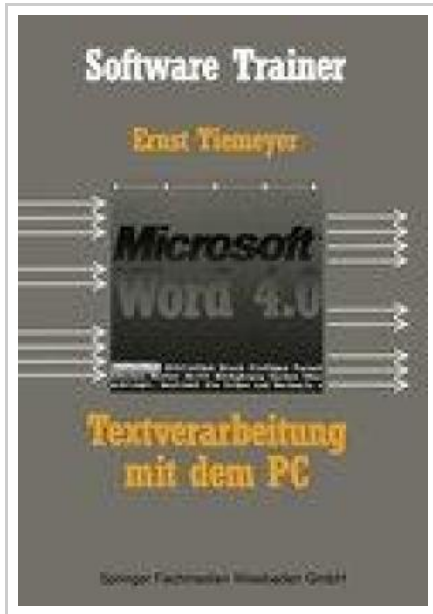 Software Trainer
Ernst Tiemeyer
Microsoft
Word 4.0
Textverarbeitung
mit dem PC
Springer Fachmedien Wiesbaden GmbH